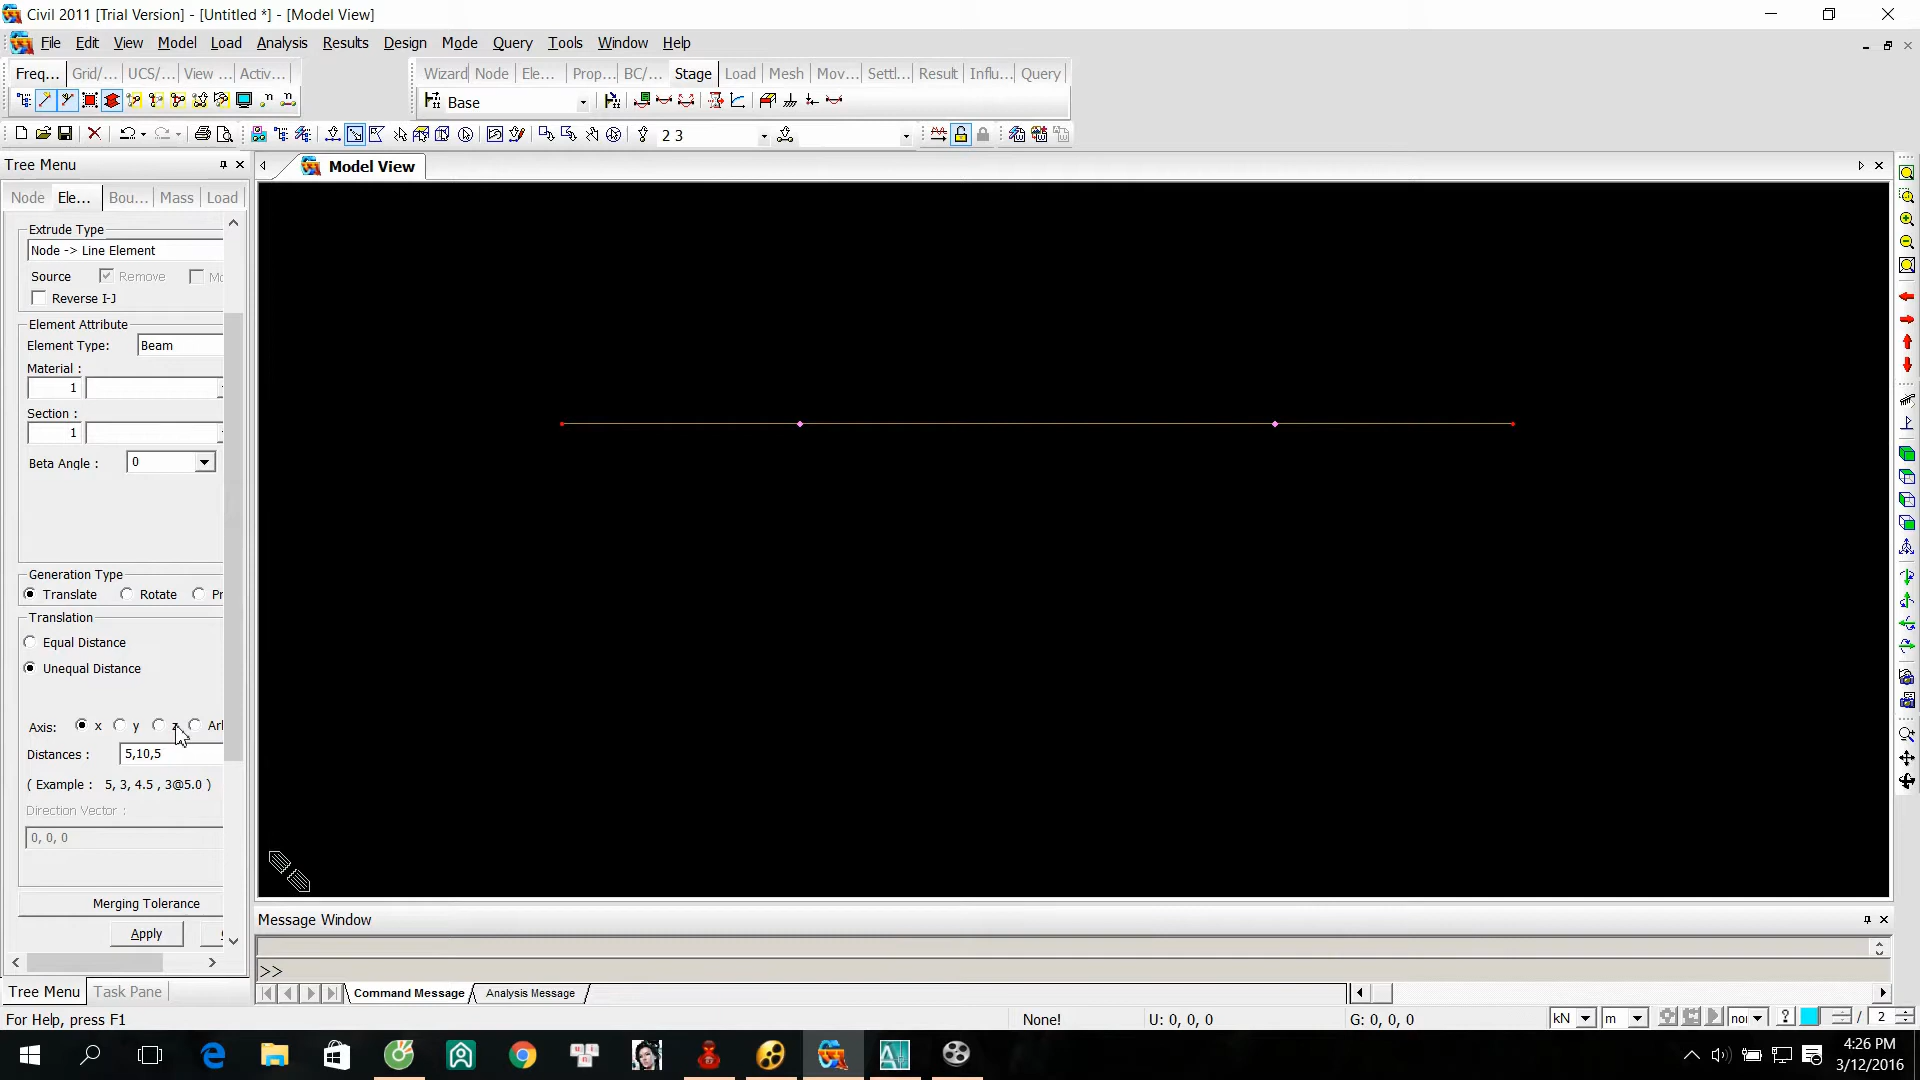 Civil 2011 [Trial Version] - [Untitled *] - [Model View]
File Edit View Model Load Analysis Results Design Mode Query Tools Window Help
Freq... Grid/... UCS/... View ... Activ...
Wizard Node Ele... Prop... BC/... Stage Load Mesh Mov... Settl... Result Influ... Query
Base
2 3
Tree Menu
Model View
Node Ele... Bou... Mass Load
Extrude Type
Node -> Line Element
Source Remove Mo
Reverse I-J
Element Attribute
Element Type: Beam
Material :
1
Section :
1
Beta Angle : 0
Generation Type
Translate Rotate Pr
Translation
Equal Distance
Unequal Distance
Axis: x y z Arl
Distances : 5,10,5
( Example : 5, 3, 4.5 , 3@5.0 )
Direction Vector :
0, 0, 0
Merging Tolerance
Apply
Message Window
>>
Tree Menu Task Pane
Command Message Analysis Message
For Help, press F1
None! U: 0, 0, 0 G: 0, 0, 0
kN m nor ? / 2
4:26 PM
3/12/2016